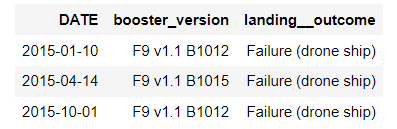 DATE booster_version landing__outcome
2015-01-10 F9 v1.1 B1012 Failure (drone ship)
2015-04-14 F9 v1.1 B1015 Failure (drone ship)
2015-10-01 F9 v1.1 B1012 Failure (drone ship)